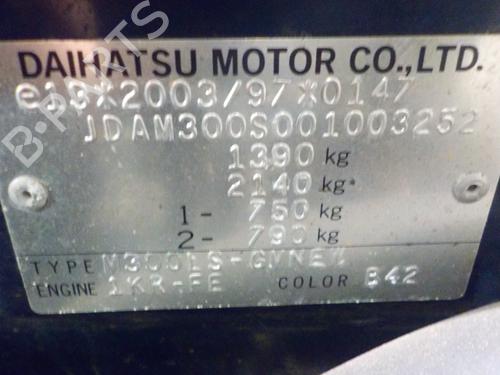 DAIHATSU MOTOR CO.,LTD.
e13*2003/97*0147
JDAM300S001003252
1390 kg
2140 kg
1- 750 kg
2- 790 kg
TYPE M300LS-GMNEW
ENGINE 1KR-FE COLOR B42
B-PARTS